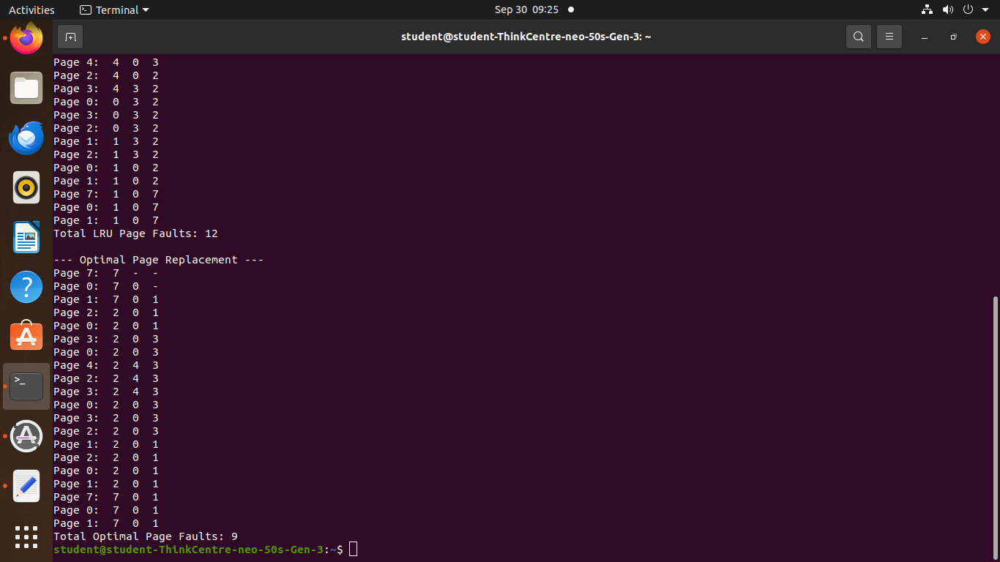 Activities Terminal Sep 30 09:25
student@student-ThinkCentre-neo-50s-Gen-3: ~
Page 4:  4  0  3
Page 2:  4  0  2
Page 3:  4  3  2
Page 0:  0  3  2
Page 3:  0  3  2
Page 2:  0  3  2
Page 1:  1  3  2
Page 2:  1  3  2
Page 0:  1  0  2
Page 1:  1  0  2
Page 7:  1  0  7
Page 0:  1  0  7
Page 1:  1  0  7
Total LRU Page Faults: 12
--- Optimal Page Replacement ---
Page 7:  7  -  -
Page 0:  7  0  -
Page 1:  7  0  1
Page 2:  2  0  1
Page 0:  2  0  1
Page 3:  2  0  3
Page 0:  2  0  3
Page 4:  2  4  3
Page 2:  2  4  3
Page 3:  2  4  3
Page 0:  2  0  3
Page 3:  2  0  3
Page 2:  2  0  3
Page 1:  2  0  1
Page 2:  2  0  1
Page 0:  2  0  1
Page 1:  2  0  1
Page 7:  7  0  1
Page 0:  7  0  1
Page 1:  7  0  1
Total Optimal Page Faults: 9
student@student-ThinkCentre-neo-50s-Gen-3:~$